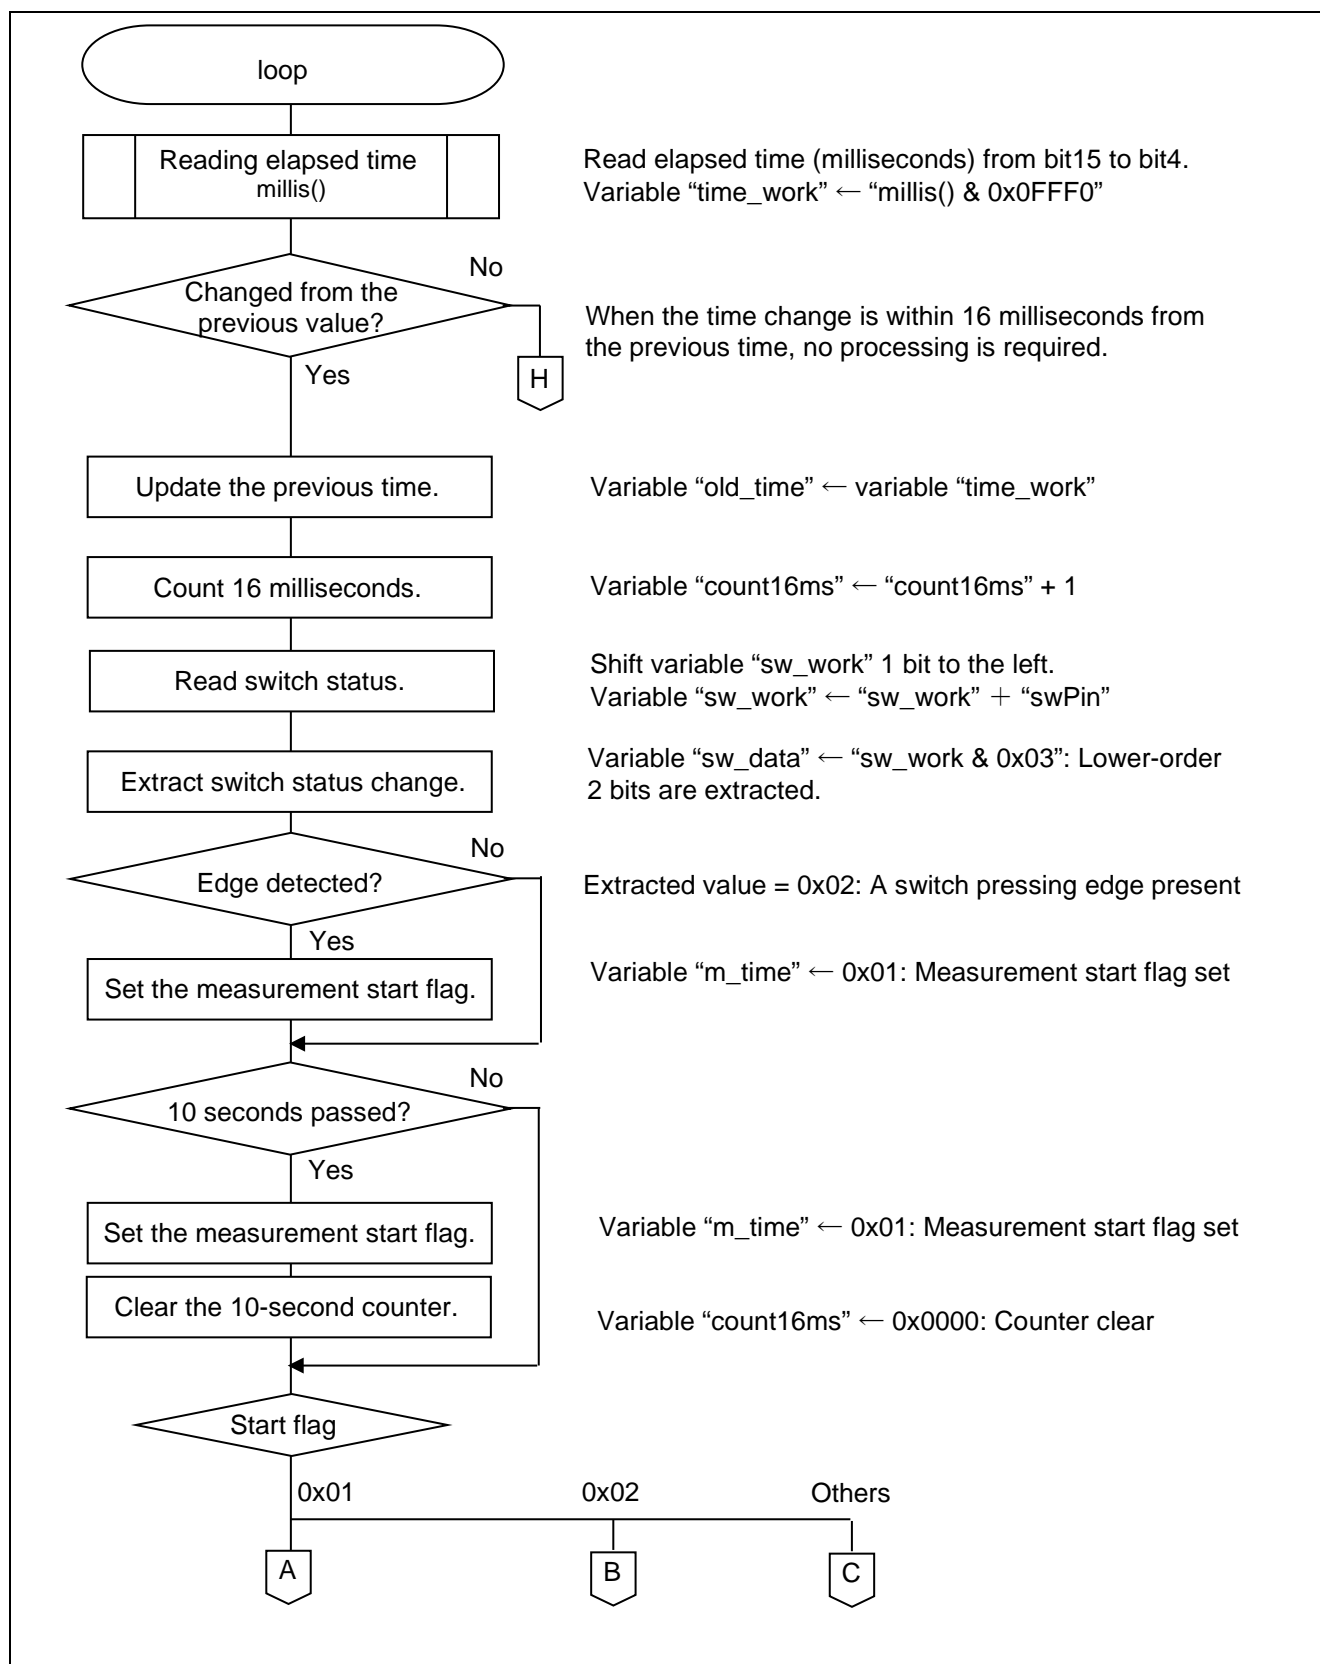 loop
Reading elapsed time
millis()
Read elapsed time (milliseconds) from bit15 to bit4.
Variable “time_work” ← “millis() & 0x0FFF0”
No
Changed from the
previous value?
When the time change is within 16 milliseconds from
the previous time, no processing is required.
H
Yes
Update the previous time.
Variable “old_time” ← variable “time_work”
Count 16 milliseconds.
Variable “count16ms” ← “count16ms” + 1
Read switch status.
Shift variable “sw_work” 1 bit to the left.
Variable “sw_work” ← “sw_work” ＋ “swPin”
Extract switch status change.
Variable “sw_data” ← “sw_work & 0x03”: Lower-order
2 bits are extracted.
No
Edge detected?
Extracted value = 0x02: A switch pressing edge present
Yes
Set the measurement start flag.
Variable “m_time” ← 0x01: Measurement start flag set
No
10 seconds passed?
Yes
Set the measurement start flag.
Variable “m_time” ← 0x01: Measurement start flag set
Clear the 10-second counter.
Variable “count16ms” ← 0x0000: Counter clear
Start flag
0x01 0x02 Others
A B C